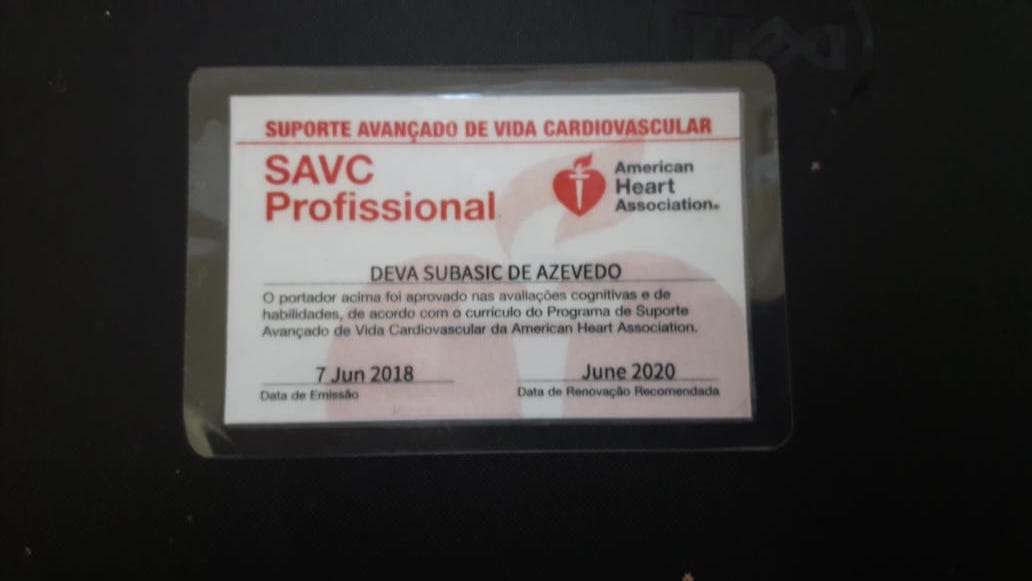 SUPORTE AVANÇADO DE VIDA CARDIOVASCULAR
SAVC
Profissional
American
Heart
Association®
DEVA SUBASIC DE AZEVEDO
O portador acima foi aprovado nas avaliações cognitivas e de
habilidades, de acordo com o currículo do Programa de Suporte
Avançado de Vida Cardiovascular da American Heart Association.
7 Jun 2018
Data de Emissão
June 2020
Data de Renovação Recomendada